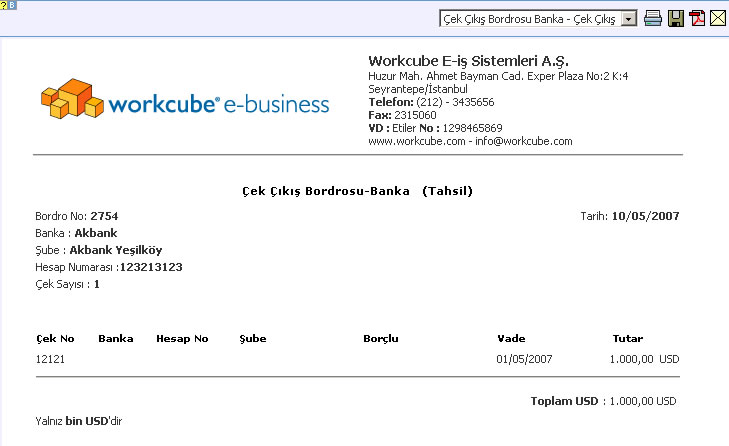 ? B
Çek Çıkış Bordrosu Banka - Çek Çıkış
workcube® e-business
Workcube E-iş Sistemleri A.Ş.
Huzur Mah. Ahmet Bayman Cad. Exper Plaza No:2 K:4
Seyrantepe/İstanbul
Telefon: (212) - 3435656
Fax: 2315060
VD : Etiler No : 1298465869
www.workcube.com - info@workcube.com
Çek Çıkış Bordrosu-Banka (Tahsil)
Bordro No: 2754 Tarih: 10/05/2007
Banka : Akbank
Şube : Akbank Yeşilköy
Hesap Numarası :123213123
Çek Sayısı : 1
Çek No Banka Hesap No Şube Borçlu Vade Tutar
12121 01/05/2007 1.000,00 USD
Toplam USD : 1.000,00 USD
Yalnız bin USD'dir